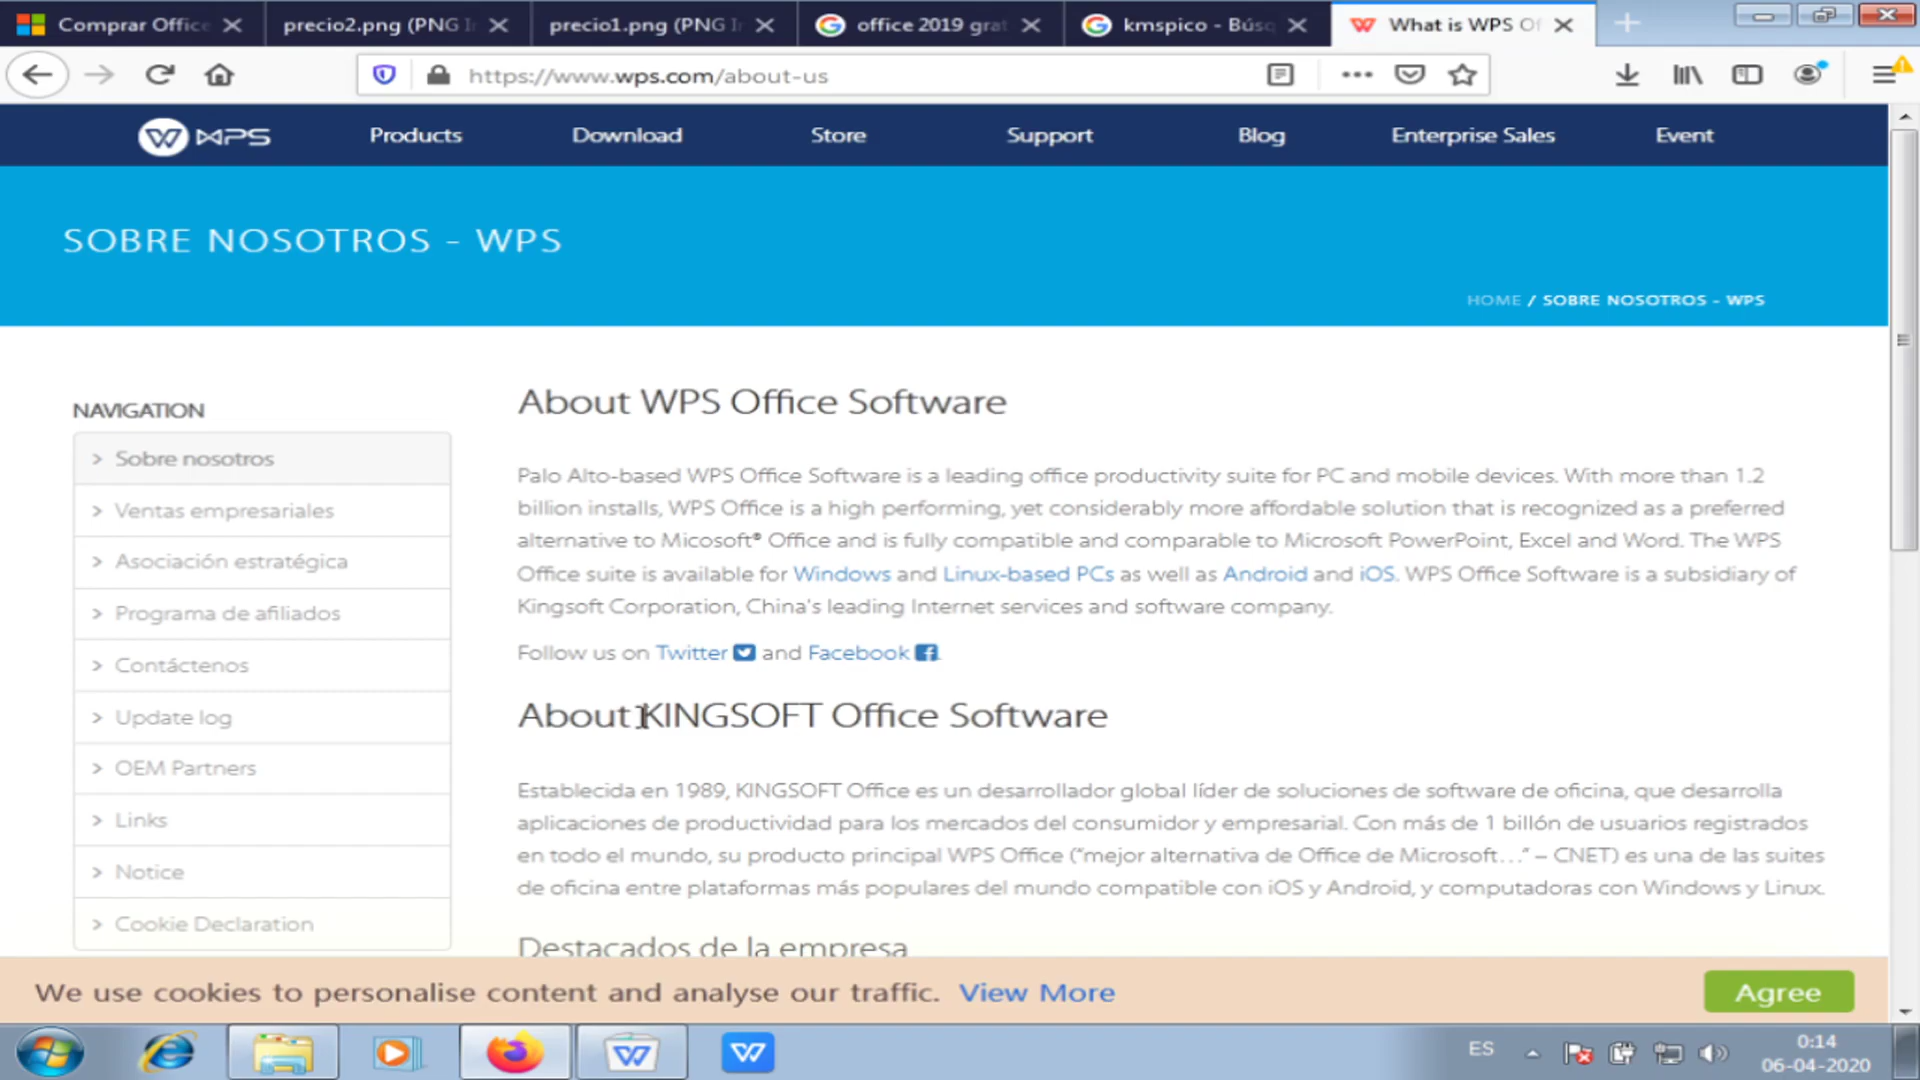 Comprar Office
precio2.png (PNG I
precio1.png (PNG I
office 2019 grat
kmspico - Búsq
What is WPS Of
https://www.wps.com/about-us
WPS
Products
Download
Store
Support
Blog
Enterprise Sales
Event
SOBRE NOSOTROS - WPS
HOME / SOBRE NOSOTROS - WPS
NAVIGATION
> Sobre nosotros
> Ventas empresariales
> Asociación estratégica
> Programa de afiliados
> Contáctenos
> Update log
> OEM Partners
> Links
> Notice
> Cookie Declaration
About WPS Office Software
Palo Alto-based WPS Office Software is a leading office productivity suite for PC and mobile devices. With more than 1.2
billion installs, WPS Office is a high performing, yet considerably more affordable solution that is recognized as a preferred
alternative to Micosoft® Office and is fully compatible and comparable to Microsoft PowerPoint, Excel and Word. The WPS
Office suite is available for Windows and Linux-based PCs as well as Android and iOS. WPS Office Software is a subsidiary of
Kingsoft Corporation, China's leading Internet services and software company.
Follow us on Twitter and Facebook .
About KINGSOFT Office Software
Establecida en 1989, KINGSOFT Office es un desarrollador global líder de soluciones de software de oficina, que desarrolla
aplicaciones de productividad para los mercados del consumidor y empresarial. Con más de 1 billón de usuarios registrados
en todo el mundo, su producto principal WPS Office (“mejor alternativa de Office de Microsoft...” – CNET) es una de las suites
de oficina entre plataformas más populares del mundo compatible con iOS y Android, y computadoras con Windows y Linux.
Destacados de la empresa
We use cookies to personalise content and analyse our traffic. View More
Agree
ES
0:14
06-04-2020